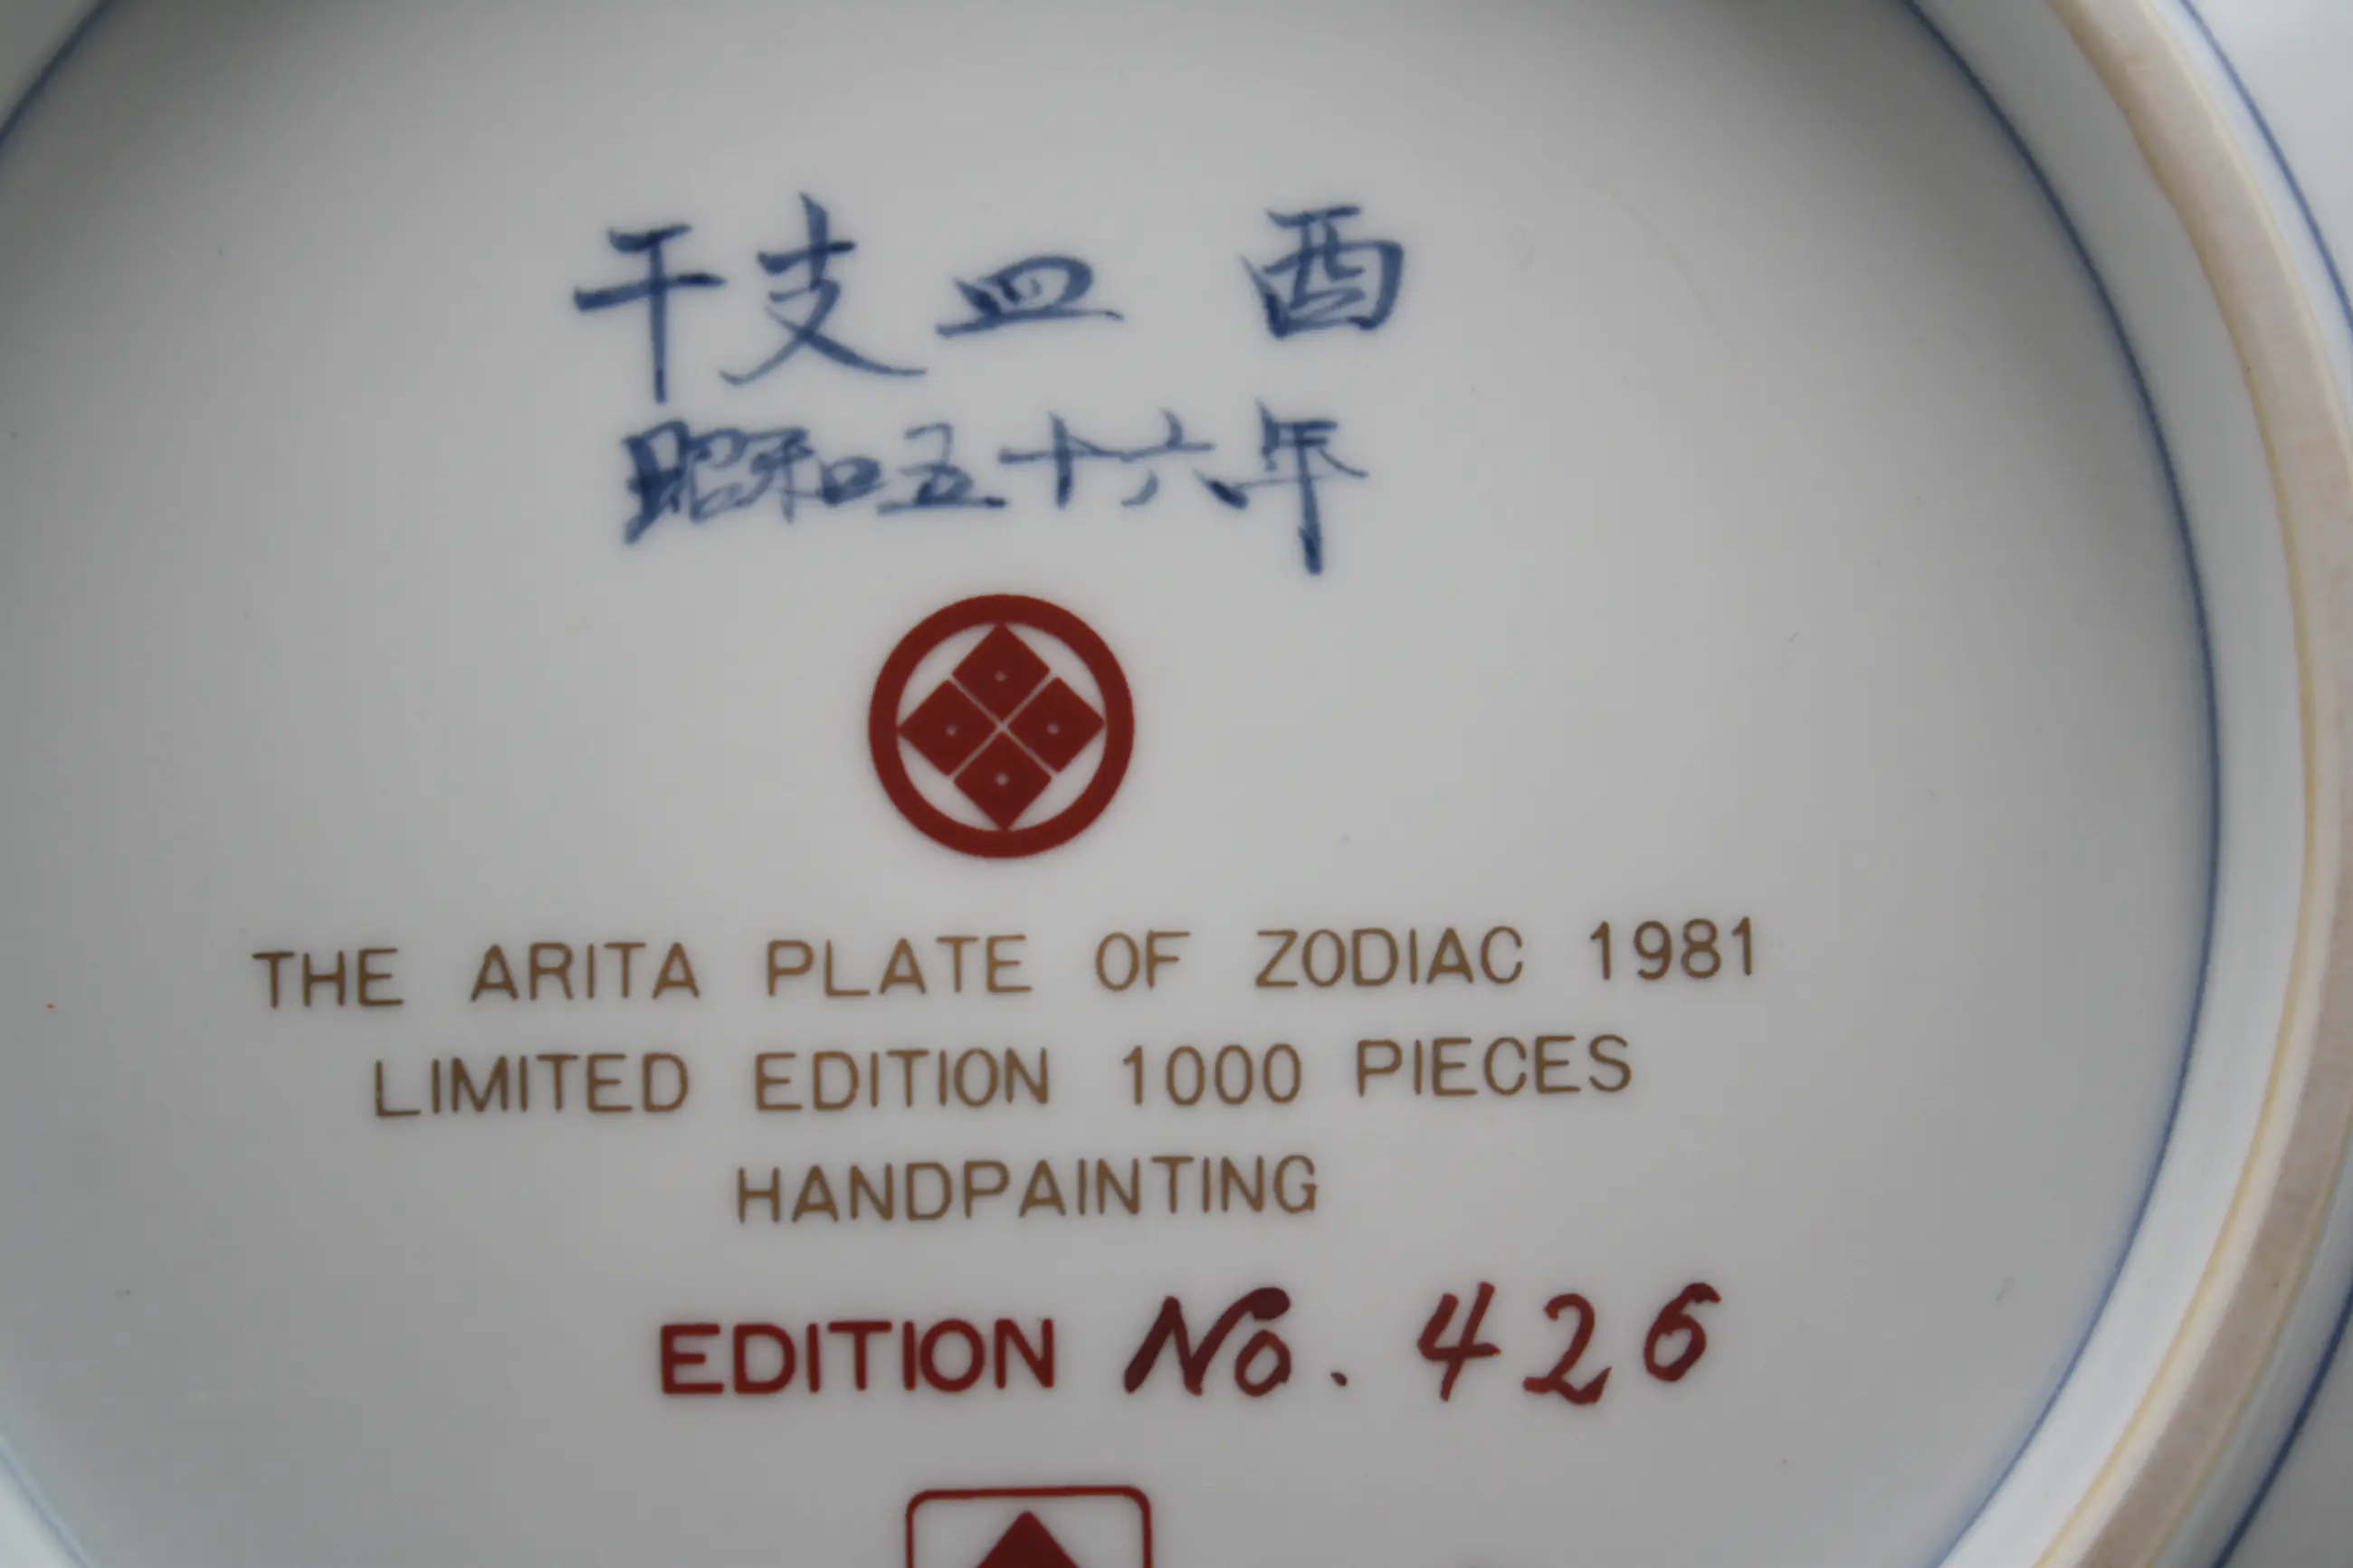 干支皿 酉
昭和五十六年
THE ARITA PLATE OF ZODIAC 1981
LIMITED EDITION 1000 PIECES
HANDPAINTING
EDITION No. 426